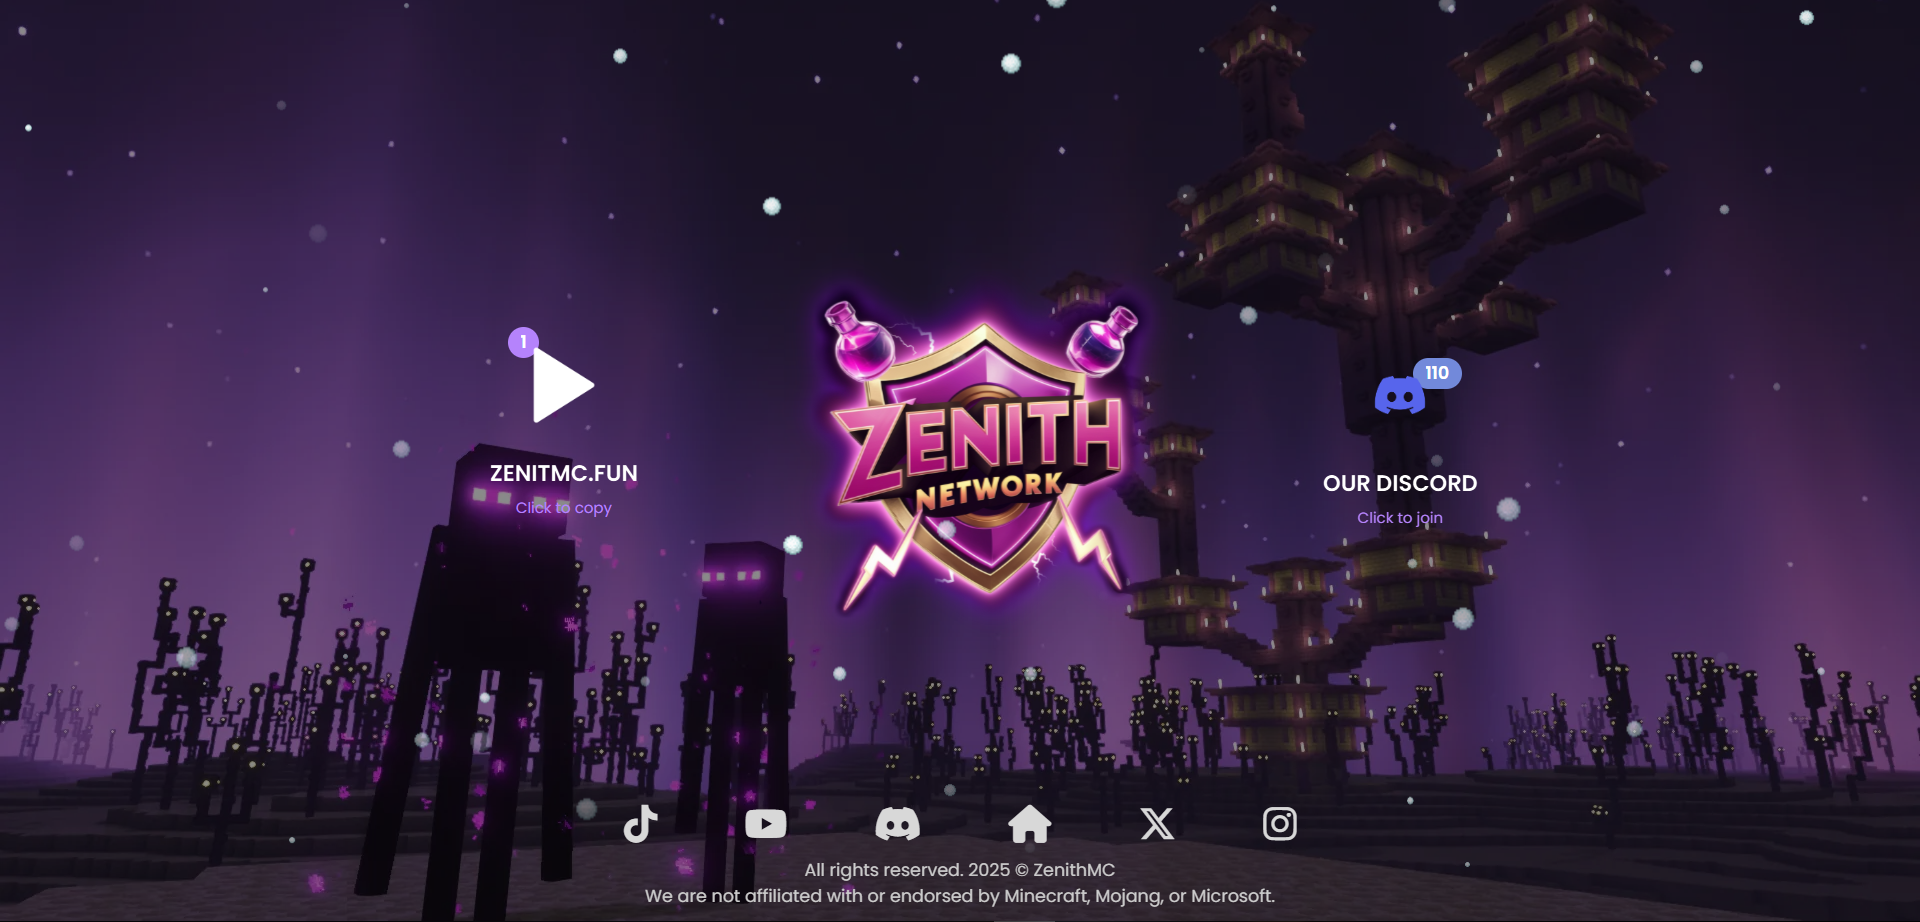 1
ZENITMC.FUN
Click to copy
ZENITH
NETWORK
110
OUR DISCORD
Click to join
All rights reserved. 2025 © ZenithMC
We are not affiliated with or endorsed by Minecraft, Mojang, or Microsoft.